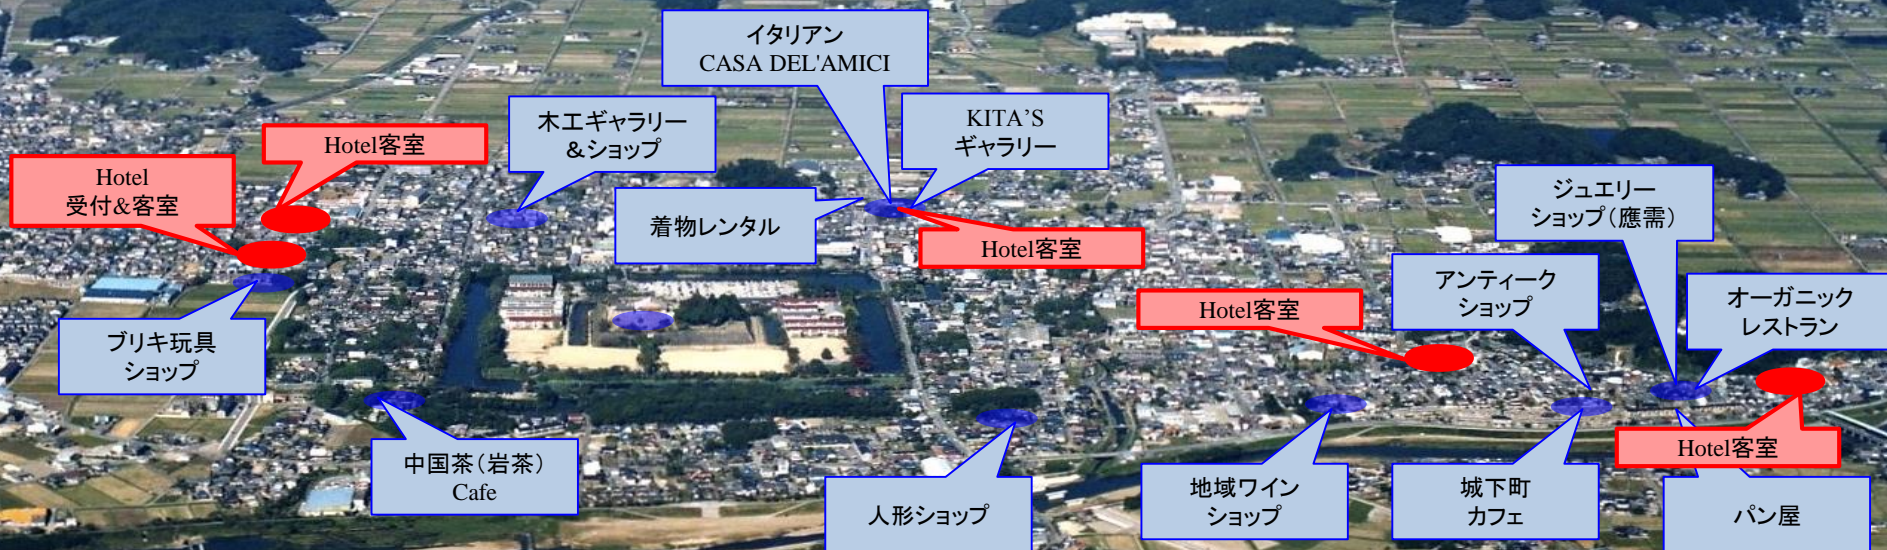 イタリアン
CASA DEL'AMICI
木工ギャラリー
＆ショップ
KITA'S
ギャラリー
Hotel客室
Hotel
受付&客室
着物レンタル
Hotel客室
ジュエリー
ショップ（應需）
アンティーク
ショップ
オーガニック
レストラン
Hotel客室
ブリキ玩具
ショップ
中国茶（岩茶）
Cafe
人形ショップ
地域ワイン
ショップ
城下町
カフェ
Hotel客室
パン屋